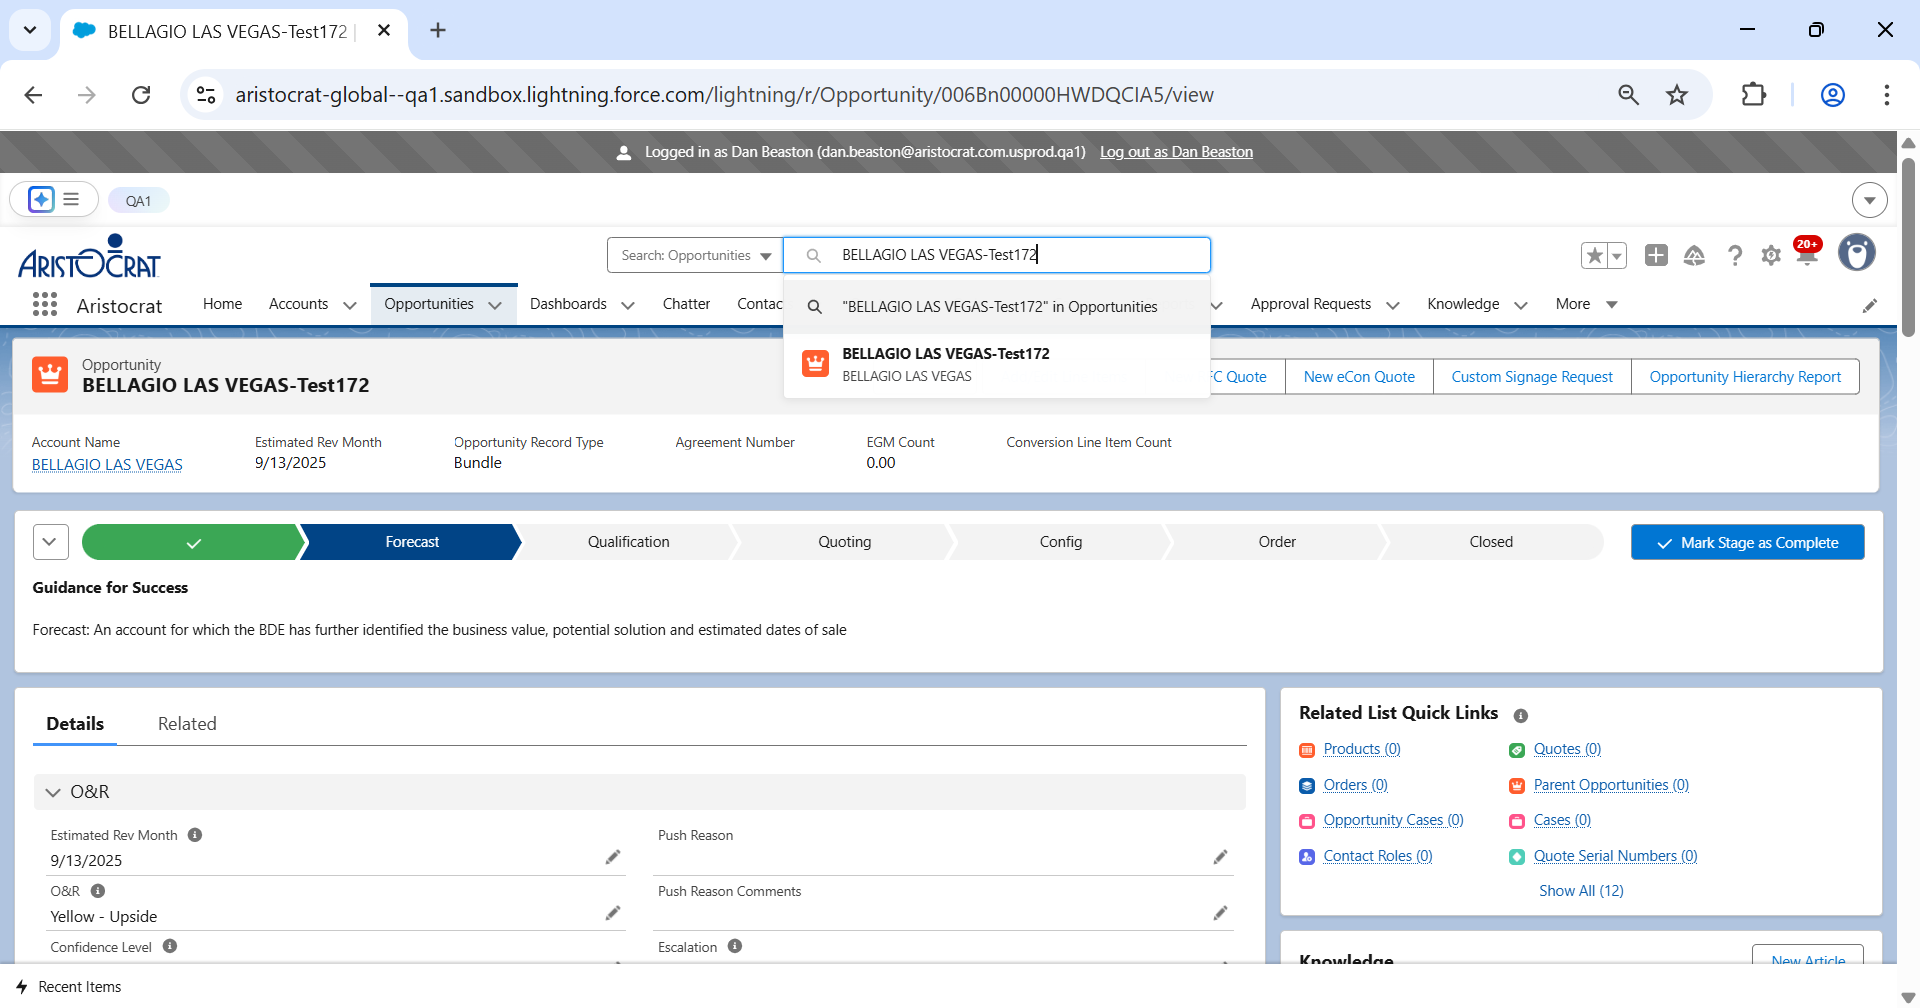 BELLAGIO LAS VEGAS-Test172
aristocrat-global--qa1.sandbox.lightning.force.com/lightning/r/Opportunity/006Bn00000HWDQCIA5/view
Logged in as Dan Beaston (dan.beaston@aristocrat.com.usprod.qa1) Log out as Dan Beaston
QA1
ARISTOCRAT
Search: Opportunities
BELLAGIO LAS VEGAS-Test172
20+
Aristocrat
Home
Accounts
Opportunities
Dashboards
Chatter
Contac
Approval Requests
Knowledge
More
"BELLAGIO LAS VEGAS-Test172" in Opportunities
BELLAGIO LAS VEGAS-Test172
BELLAGIO LAS VEGAS
Opportunity
BELLAGIO LAS VEGAS-Test172
FC Quote
New eCon Quote
Custom Signage Request
Opportunity Hierarchy Report
Account Name
BELLAGIO LAS VEGAS
Estimated Rev Month
9/13/2025
Opportunity Record Type
Bundle
Agreement Number
EGM Count
0.00
Conversion Line Item Count
Forecast
Qualification
Quoting
Config
Order
Closed
Mark Stage as Complete
Guidance for Success
Forecast: An account for which the BDE has further identified the business value, potential solution and estimated dates of sale
Details
Related
O&R
Estimated Rev Month
9/13/2025
Push Reason
O&R
Yellow - Upside
Push Reason Comments
Confidence Level
Escalation
Related List Quick Links
Products (0)
Quotes (0)
Orders (0)
Parent Opportunities (0)
Opportunity Cases (0)
Cases (0)
Contact Roles (0)
Quote Serial Numbers (0)
Show All (12)
Knowledge
New Article
Recent Items